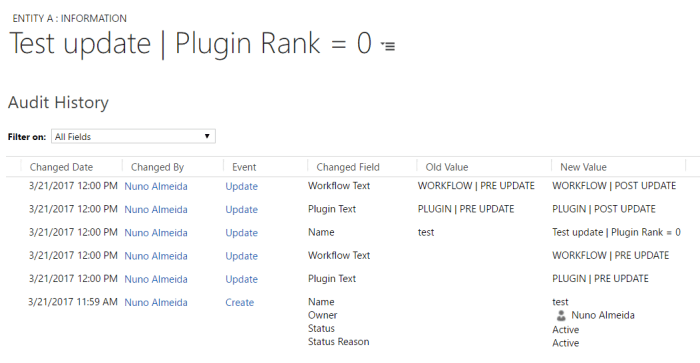 ENTITY A : INFORMATION
Test update | Plugin Rank = 0
Audit History
Filter on: All Fields
Changed Date Changed By Event Changed Field Old Value New Value
3/21/2017 12:00 PM Nuno Almeida Update Workflow Text WORKFLOW | PRE UPDATE WORKFLOW | POST UPDATE
3/21/2017 12:00 PM Nuno Almeida Update Plugin Text PLUGIN | PRE UPDATE PLUGIN | POST UPDATE
3/21/2017 12:00 PM Nuno Almeida Update Name test Test update | Plugin Rank = 0
3/21/2017 12:00 PM Nuno Almeida Update Workflow Text WORKFLOW | PRE UPDATE
3/21/2017 12:00 PM Nuno Almeida Update Plugin Text PLUGIN | PRE UPDATE
3/21/2017 11:59 AM Nuno Almeida Create Name test
Owner Nuno Almeida
Status Active
Status Reason Active